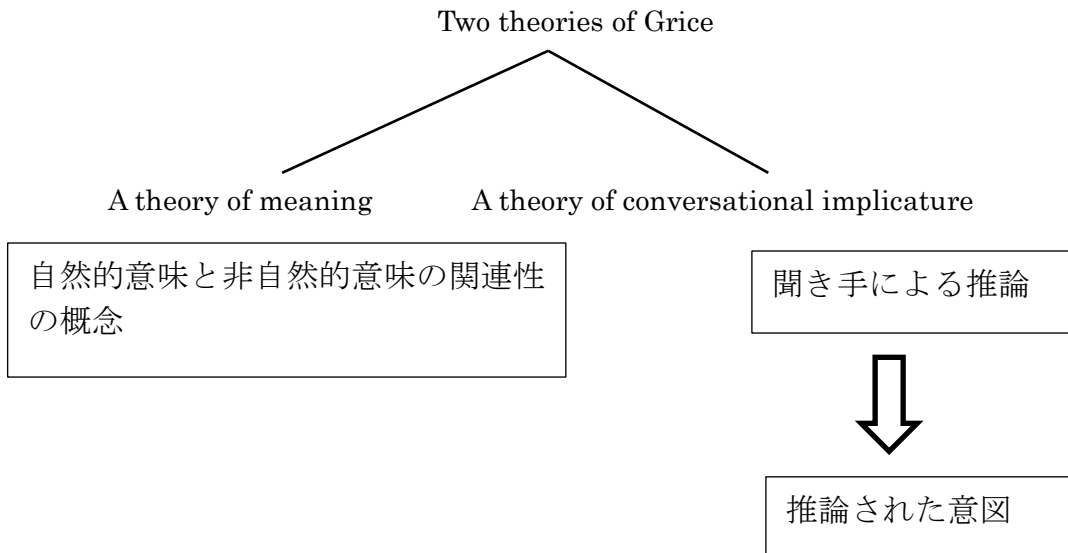 Two theories of Grice
A theory of meaning
A theory of conversational implicature
自然的意味と非自然的意味の関連性
の概念
聞き手による推論
推論された意図